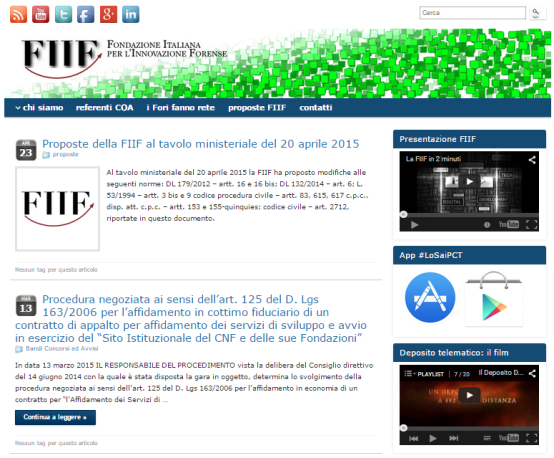 Cerca
FIIF
FONDAZIONE ITALIANA
PER L'INNOVAZIONE FORENSE
chi siamo referenti COA i Fori fanno rete proposte FIIF contatti
APR
23
Proposte della FIIF al tavolo ministeriale del 20 aprile 2015
proposte
FIIF
Al tavolo ministeriale del 20 aprile 2015 la FIIF ha proposto modifiche alle
seguenti norme: DL 179/2012 – artt. 16 e 16 bis; DL 132/2014 – art. 6; L.
53/1994 – artt. 3 bis e 9 codice procedura civile – artt. 83, 615, 617 c.p.c.,
disp. att. c.p.c. – artt. 153 e 155-quinquies; codice civile – art. 2712,
riportate in questo documento.
Nessun tag per questo articolo
MAR
13
Procedura negoziata ai sensi dell'art. 125 del D. Lgs
163/2006 per l'affidamento in cottimo fiduciario di un
contratto di appalto per affidamento dei servizi di sviluppo e avvio
in esercizio del "Sito Istituzionale del CNF e delle sue Fondazioni"
Bandi Concorsi ed Avvisi
In data 13 marzo 2015 IL RESPONSABILE DEL PROCEDIMENTO vista la delibera del Consiglio direttivo
del 14 giugno 2014 con la quale è stata disposta la gara in oggetto, determina lo svolgimento della
procedura negoziata ai sensi dell'art. 125 del D. Lgs 163/2006 per l'affidamento in economia di un
contratto per "l'Affidamento dei Servizi di ...
Continua a leggere »
Nessun tag per questo articolo
Presentazione FIIF
La FIIF in 2 minuti
DIGITAL
YouTube
App #LoSaiPCT
Deposito telematico: il film
PLAYLIST 7 / 20 Il Deposito D...
UN DEPO
A 892 DISTANZA
YouTube